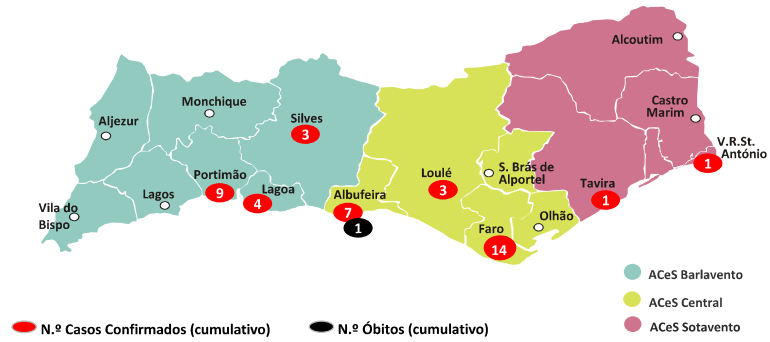 Alcoutim
Monchique
Castro
Marim
Aljezur
Silves
3
V.R.St.
António
1
Portimão
9
Lagoa
4
Lagos
Vila do
Bispo
Albufeira
7
1
Loulé
3
S. Brás de
Alportel
Tavira
1
Olhão
Faro
14
ACeS Barlavento
ACeS Central
ACeS Sotavento
N.º Casos Confirmados (cumulativo)
N.º Óbitos (cumulativo)